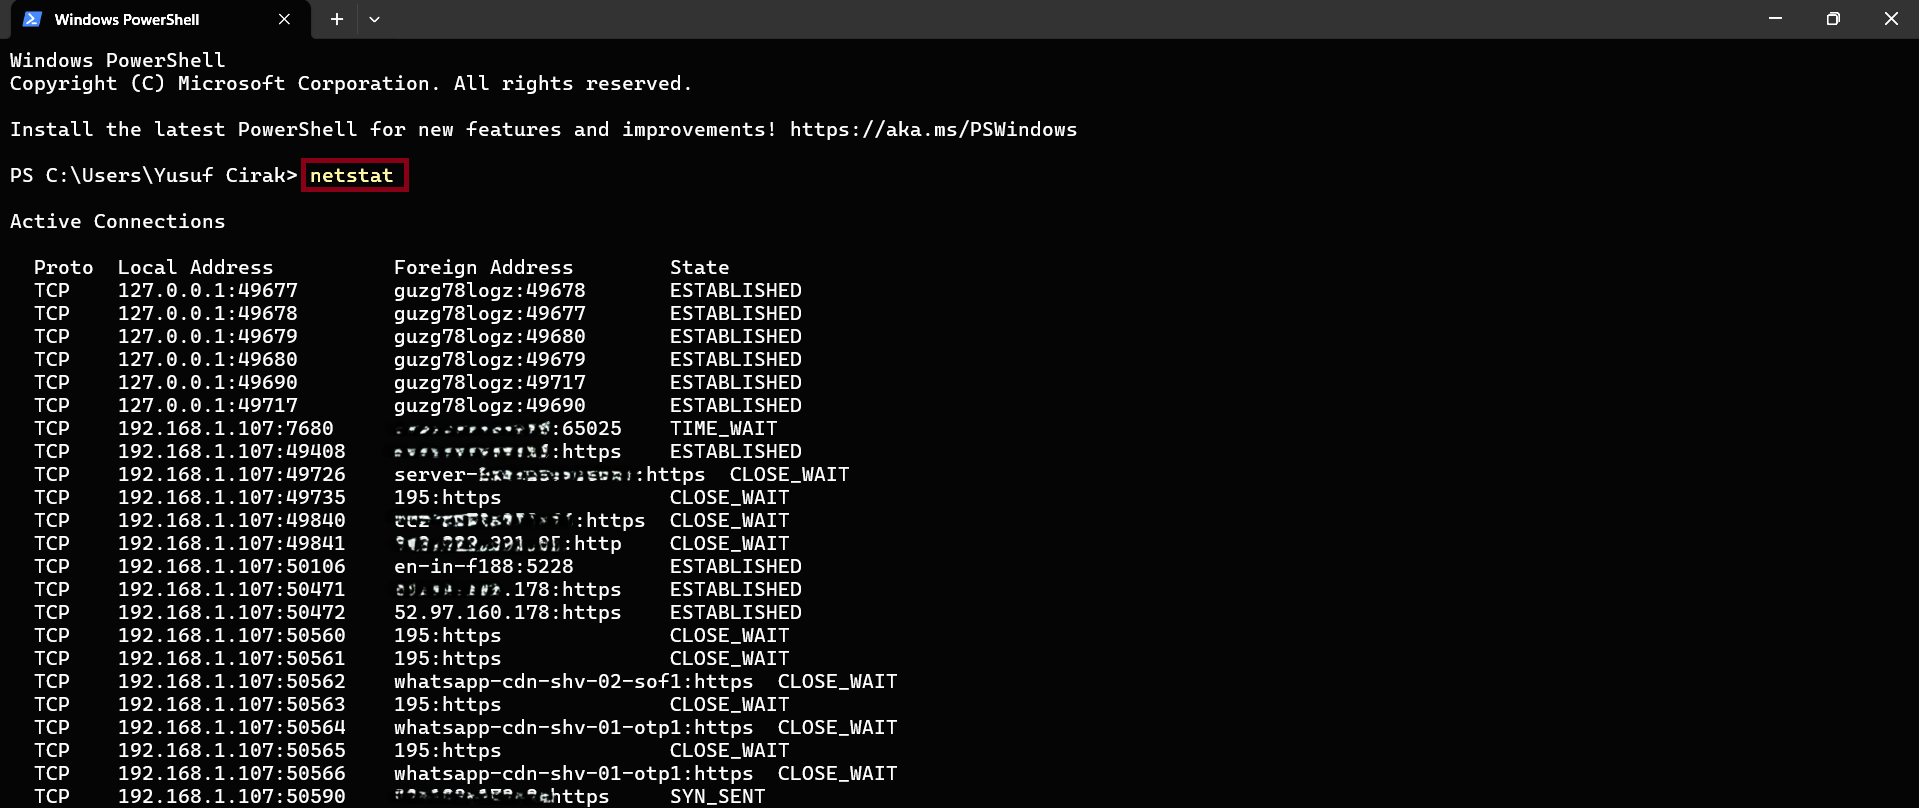 Windows PowerShell
Windows PowerShell
Copyright (C) Microsoft Corporation. All rights reserved.
Install the latest PowerShell for new features and improvements! https://aka.ms/PSWindows
PS C:\Users\Yusuf Cirak> netstat
Active Connections
Proto Local Address Foreign Address State
TCP 127.0.0.1:49677 guzg78logz:49678 ESTABLISHED
TCP 127.0.0.1:49678 guzg78logz:49677 ESTABLISHED
TCP 127.0.0.1:49679 guzg78logz:49680 ESTABLISHED
TCP 127.0.0.1:49680 guzg78logz:49679 ESTABLISHED
TCP 127.0.0.1:49690 guzg78logz:49717 ESTABLISHED
TCP 127.0.0.1:49717 guzg78logz:49690 ESTABLISHED
TCP 192.168.1.107:7680 :65025 TIME_WAIT
TCP 192.168.1.107:49408 :https ESTABLISHED
TCP 192.168.1.107:49726 server- :https CLOSE_WAIT
TCP 192.168.1.107:49735 195:https CLOSE_WAIT
TCP 192.168.1.107:49840 :https CLOSE_WAIT
TCP 192.168.1.107:49841 :http CLOSE_WAIT
TCP 192.168.1.107:50106 en-in-f188:5228 ESTABLISHED
TCP 192.168.1.107:50471 .178:https ESTABLISHED
TCP 192.168.1.107:50472 52.97.160.178:https ESTABLISHED
TCP 192.168.1.107:50560 195:https CLOSE_WAIT
TCP 192.168.1.107:50561 195:https CLOSE_WAIT
TCP 192.168.1.107:50562 whatsapp-cdn-shv-02-sof1:https CLOSE_WAIT
TCP 192.168.1.107:50563 195:https CLOSE_WAIT
TCP 192.168.1.107:50564 whatsapp-cdn-shv-01-otp1:https CLOSE_WAIT
TCP 192.168.1.107:50565 195:https CLOSE_WAIT
TCP 192.168.1.107:50566 whatsapp-cdn-shv-01-otp1:https CLOSE_WAIT
TCP 192.168.1.107:50590 https SYN_SENT